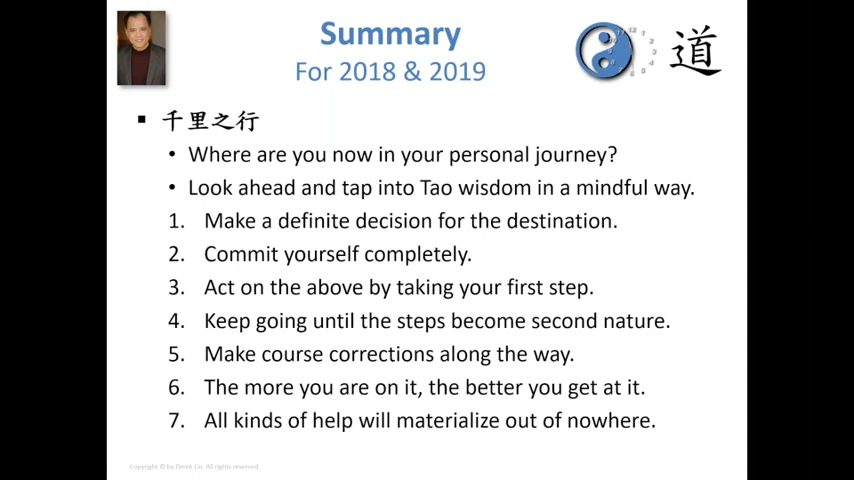 Summary
For 2018 & 2019
道
▪ 千里之行
• Where are you now in your personal journey?
• Look ahead and tap into Tao wisdom in a mindful way.
1. Make a definite decision for the destination.
2. Commit yourself completely.
3. Act on the above by taking your first step.
4. Keep going until the steps become second nature.
5. Make course corrections along the way.
6. The more you are on it, the better you get at it.
7. All kinds of help will materialize out of nowhere.
Copyright © by Derek Lin. All rights reserved.